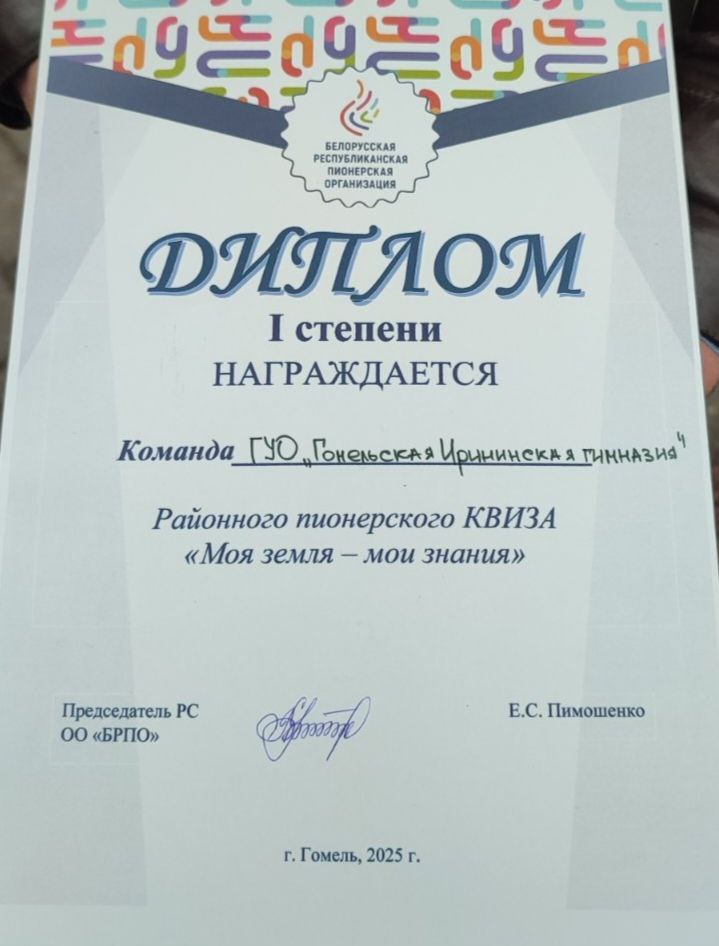 БЕЛОРУССКАЯ
РЕСПУБЛИКАНСКАЯ
ПИОНЕРСКАЯ
ОРГАНИЗАЦИЯ
ДИПЛОМ
I степени
НАГРАЖДАЕТСЯ
Команда ГУО „Гомельская Ирининская гимназия“
Районного пионерского КВИЗА
«Моя земля – мои знания»
Председатель РС
ОО «БРПО»
Е.С. Пимошенко
г. Гомель, 2025 г.